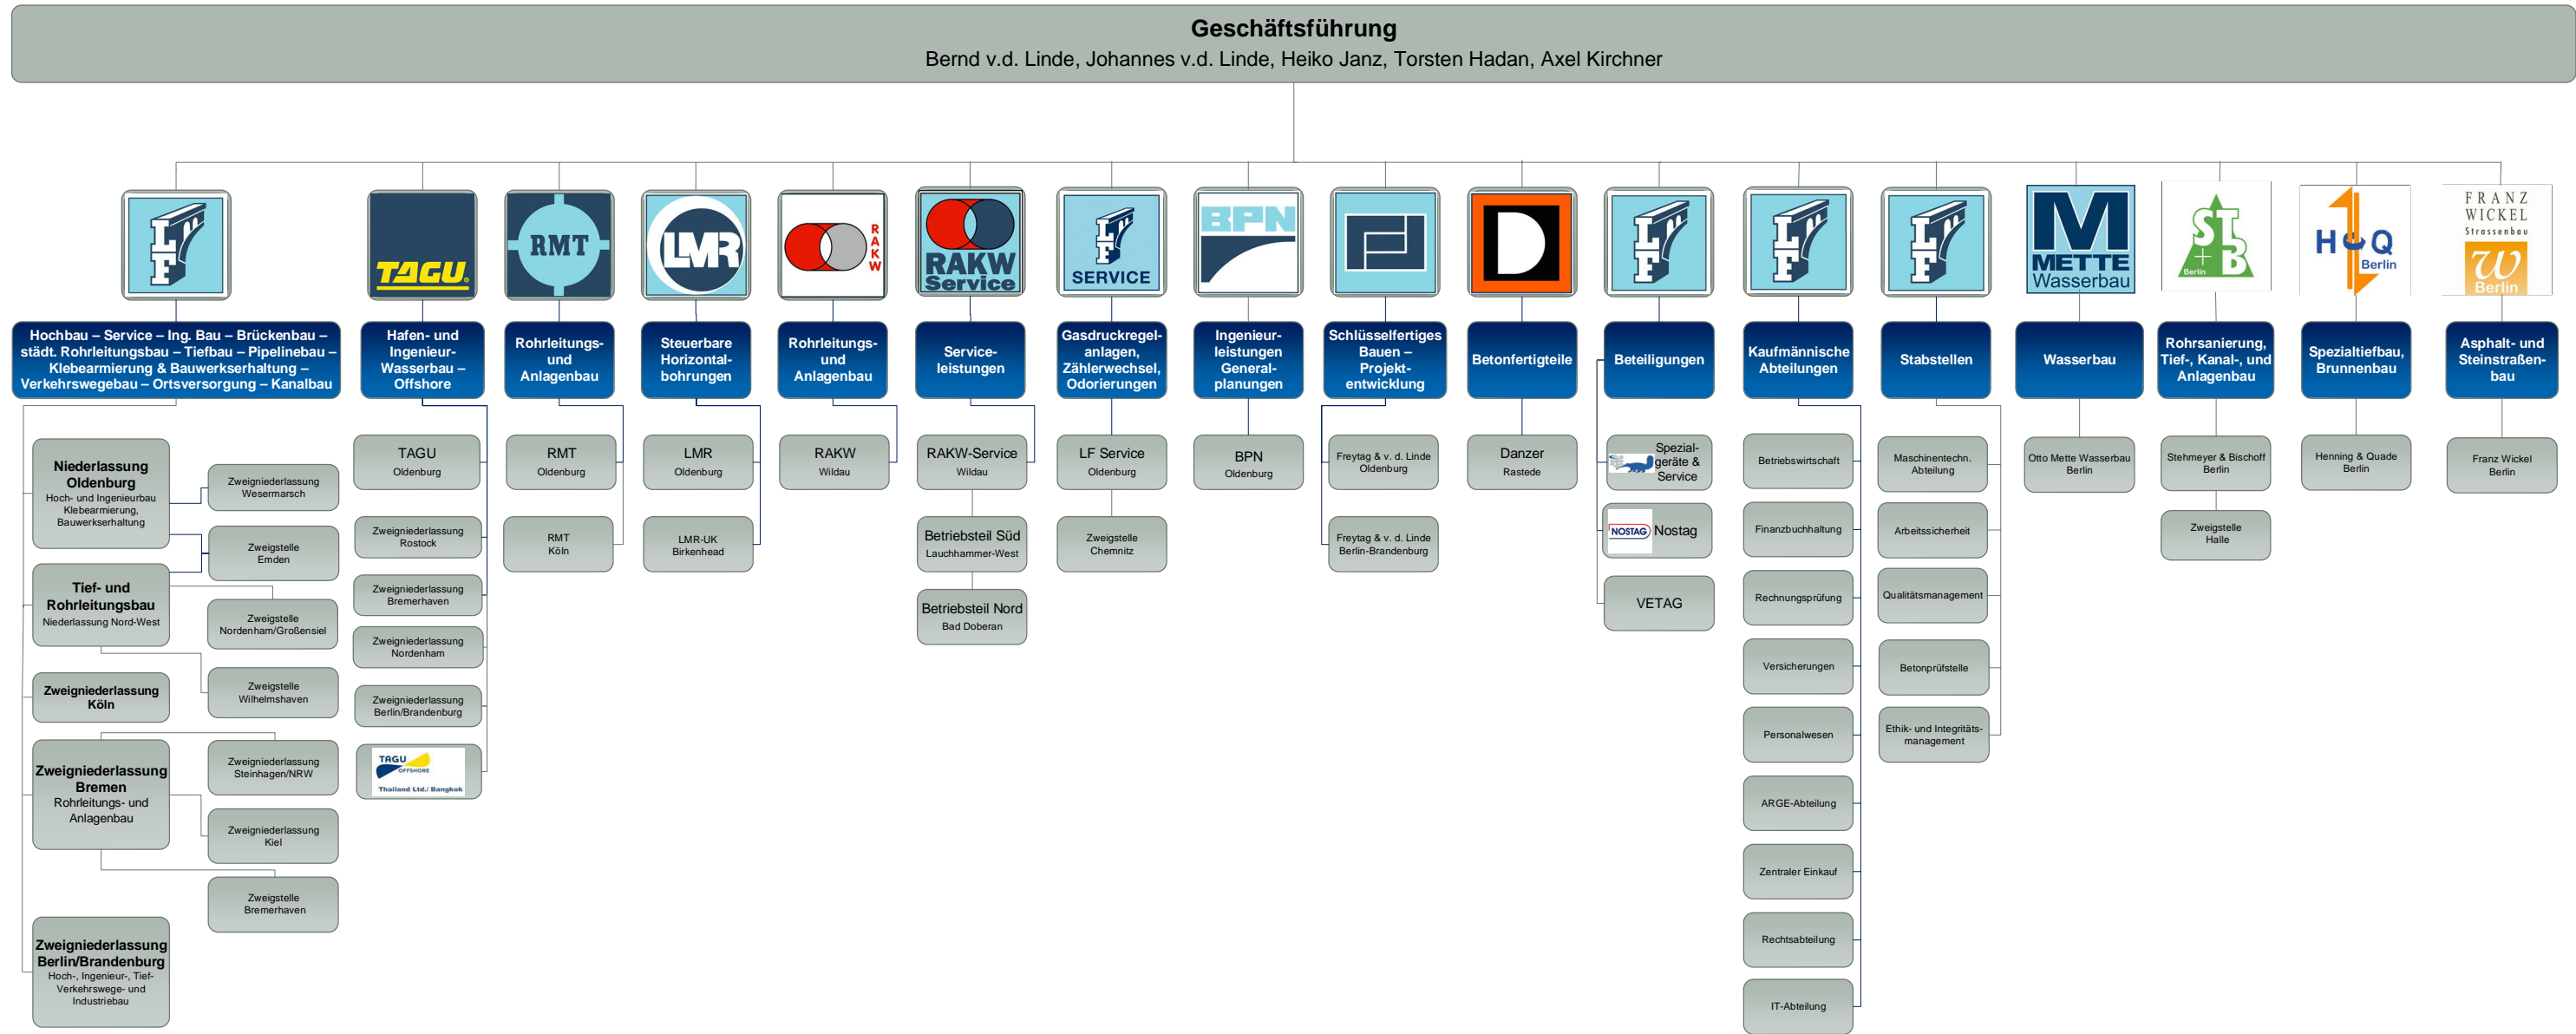 Geschäftsführung
Bernd v.d. Linde, Johannes v.d. Linde, Heiko Janz, Torsten Hadan, Axel Kirchner
LF
Hochbau – Service – Ing. Bau – Brückenbau –
städt. Rohrleitungsbau – Tiefbau – Pipelinebau –
Klebearmierung & Bauwerkserhaltung –
Verkehrswegebau – Ortsversorgung – Kanalbau
Niederlassung
Oldenburg
Hoch- und Ingenieurbau
Klebearmierung,
Bauwerkserhaltung
Zweigniederlassung
Wesermarsch
Zweigstelle
Emden
Tief- und
Rohrleitungsbau
Niederlassung Nord-West
Zweigstelle
Nordenham/Großensiel
Zweigstelle
Wilhelmshaven
Zweigniederlassung
Köln
Zweigniederlassung
Bremen
Rohrleitungs- und
Anlagenbau
Zweigniederlassung
Steinhagen/NRW
Zweigniederlassung
Kiel
Zweigstelle
Bremerhaven
Zweigniederlassung
Berlin/Brandenburg
Hoch-, Ingenieur-, Tief-
Verkehrswege- und
Industriebau
TAGU®
Hafen- und
Ingenieur-
Wasserbau –
Offshore
TAGU
Oldenburg
Zweigniederlassung
Rostock
Zweigniederlassung
Bremerhaven
Zweigniederlassung
Nordenham
Zweigniederlassung
Berlin/Brandenburg
TAGU
OFFSHORE
Thailand Ltd./ Bangkok
RMT
Rohrleitungs-
und
Anlagenbau
RMT
Oldenburg
RMT
Köln
LMR
Steuerbare
Horizontal-
bohrungen
LMR
Oldenburg
LMR-UK
Birkenhead
RAKW
Rohrleitungs-
und
Anlagenbau
RAKW
Wildau
RAKW
Service
Service-
leistungen
RAKW-Service
Wildau
Betriebsteil Süd
Lauchhammer-West
Betriebsteil Nord
Bad Doberan
LF
SERVICE
Gasdruckregel-
anlagen,
Zählerwechsel,
Odorierungen
LF Service
Oldenburg
Zweigstelle
Chemnitz
BPN
Ingenieur-
leistungen
General-
planungen
BPN
Oldenburg
Schlüsselfertiges
Bauen –
Projekt-
entwicklung
Freytag & v. d. Linde
Oldenburg
Freytag & v. d. Linde
Berlin-Brandenburg
D
Betonfertigteile
Danzer
Rastede
LF
Beteiligungen
Spezial-
geräte &
Service
NOSTAG Nostag
VETAG
LF
Kaufmännische
Abteilungen
Betriebswirtschaft
Finanzbuchhaltung
Rechnungsprüfung
Versicherungen
Personalwesen
ARGE-Abteilung
Zentraler Einkauf
Rechtsabteilung
IT-Abteilung
LF
Stabstellen
Maschinentechn.
Abteilung
Arbeitssicherheit
Qualitätsmanagement
Betonprüfstelle
Ethik- und Integritäts-
management
M
METTE
Wasserbau
Wasserbau
Otto Mette Wasserbau
Berlin
ST
+B
Berlin
Rohrsanierung,
Tief-, Kanal-, und
Anlagenbau
Stehmeyer & Bischoff
Berlin
Zweigstelle
Halle
H Q
Berlin
Spezialtiefbau,
Brunnenbau
Henning & Quade
Berlin
FRANZ
WICKEL
Strassenbau
w
Berlin
Asphalt- und
Steinstraßen-
bau
Franz Wickel
Berlin